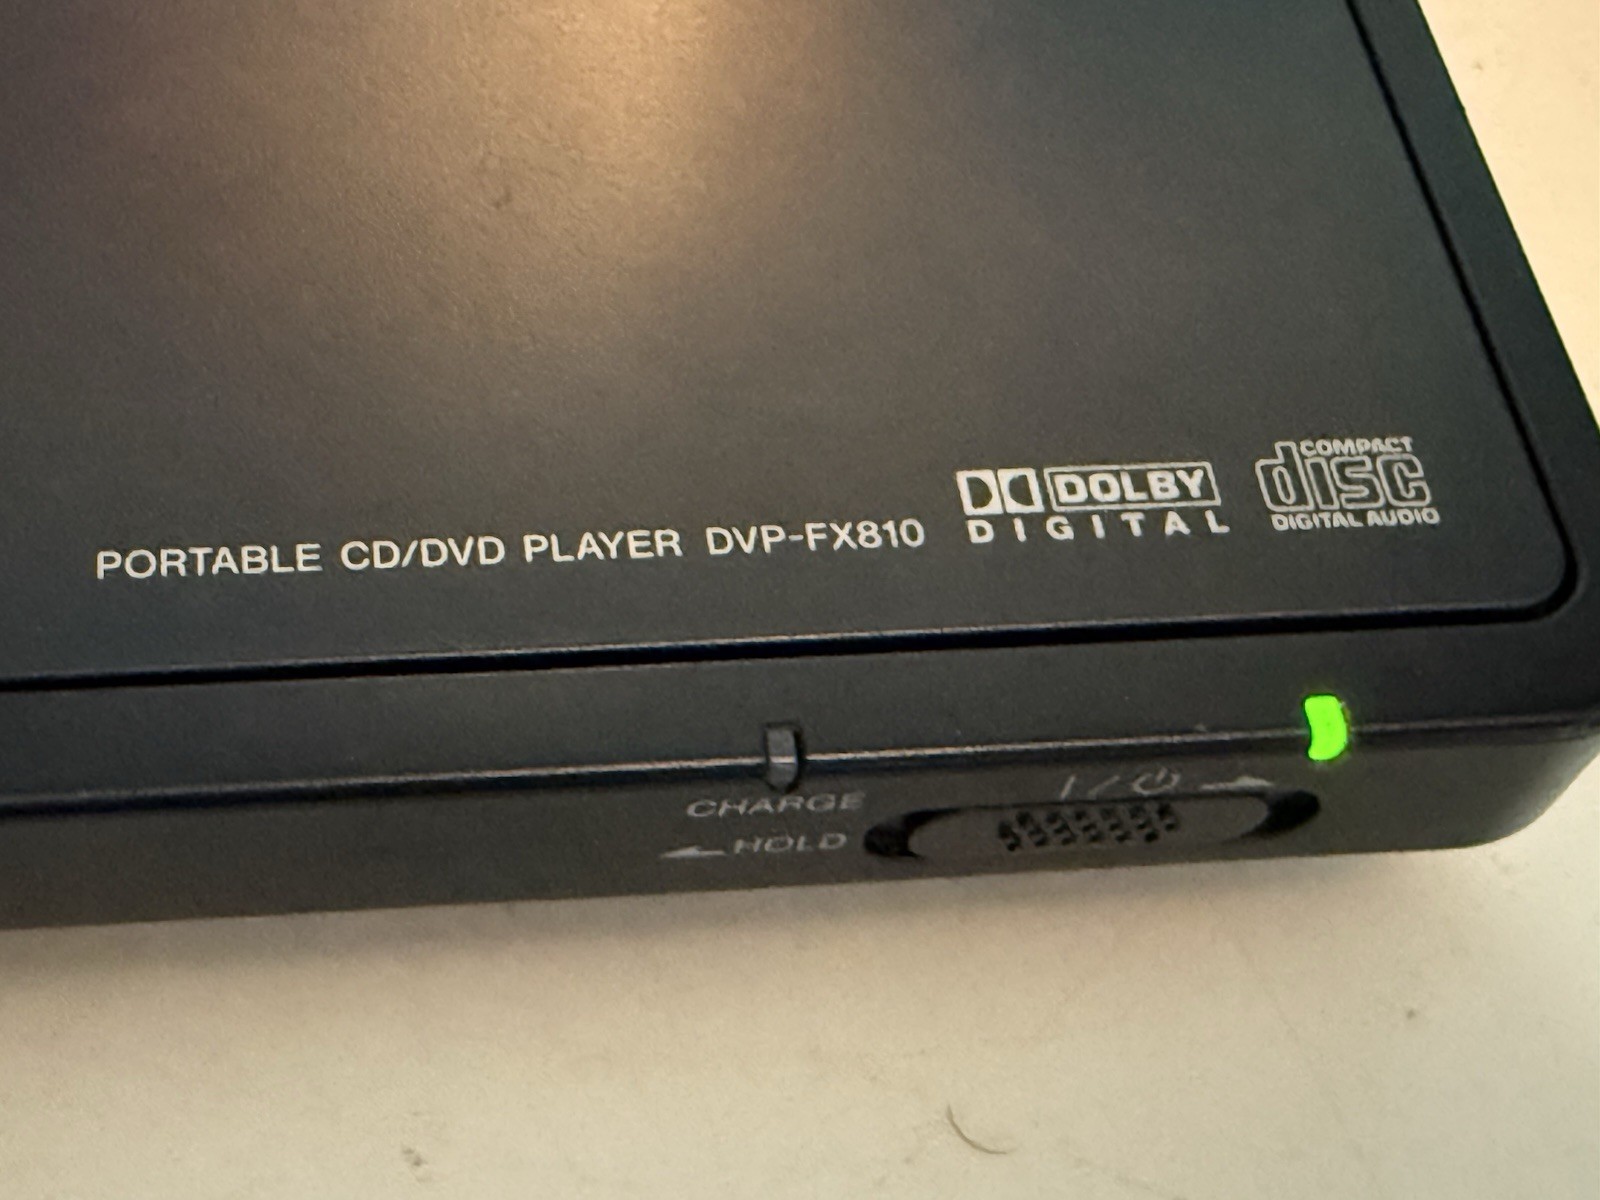 PORTABLE CD/DVD PLAYER DVP-FX810
DOLBY
DIGITAL
COMPACT
disc
DIGITAL AUDIO
CHARGE
HOLD